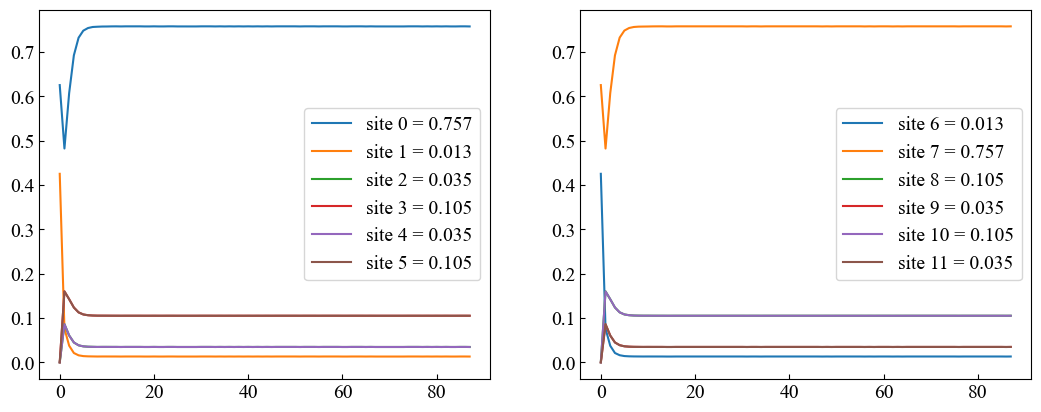 0.7
0.6
0.5
0.4
0.3
0.2
0.1
0.0
0 20 40 60 80
site 0 = 0.757
site 1 = 0.013
site 2 = 0.035
site 3 = 0.105
site 4 = 0.035
site 5 = 0.105
0.7
0.6
0.5
0.4
0.3
0.2
0.1
0.0
0 20 40 60 80
site 6 = 0.013
site 7 = 0.757
site 8 = 0.105
site 9 = 0.035
site 10 = 0.105
site 11 = 0.035